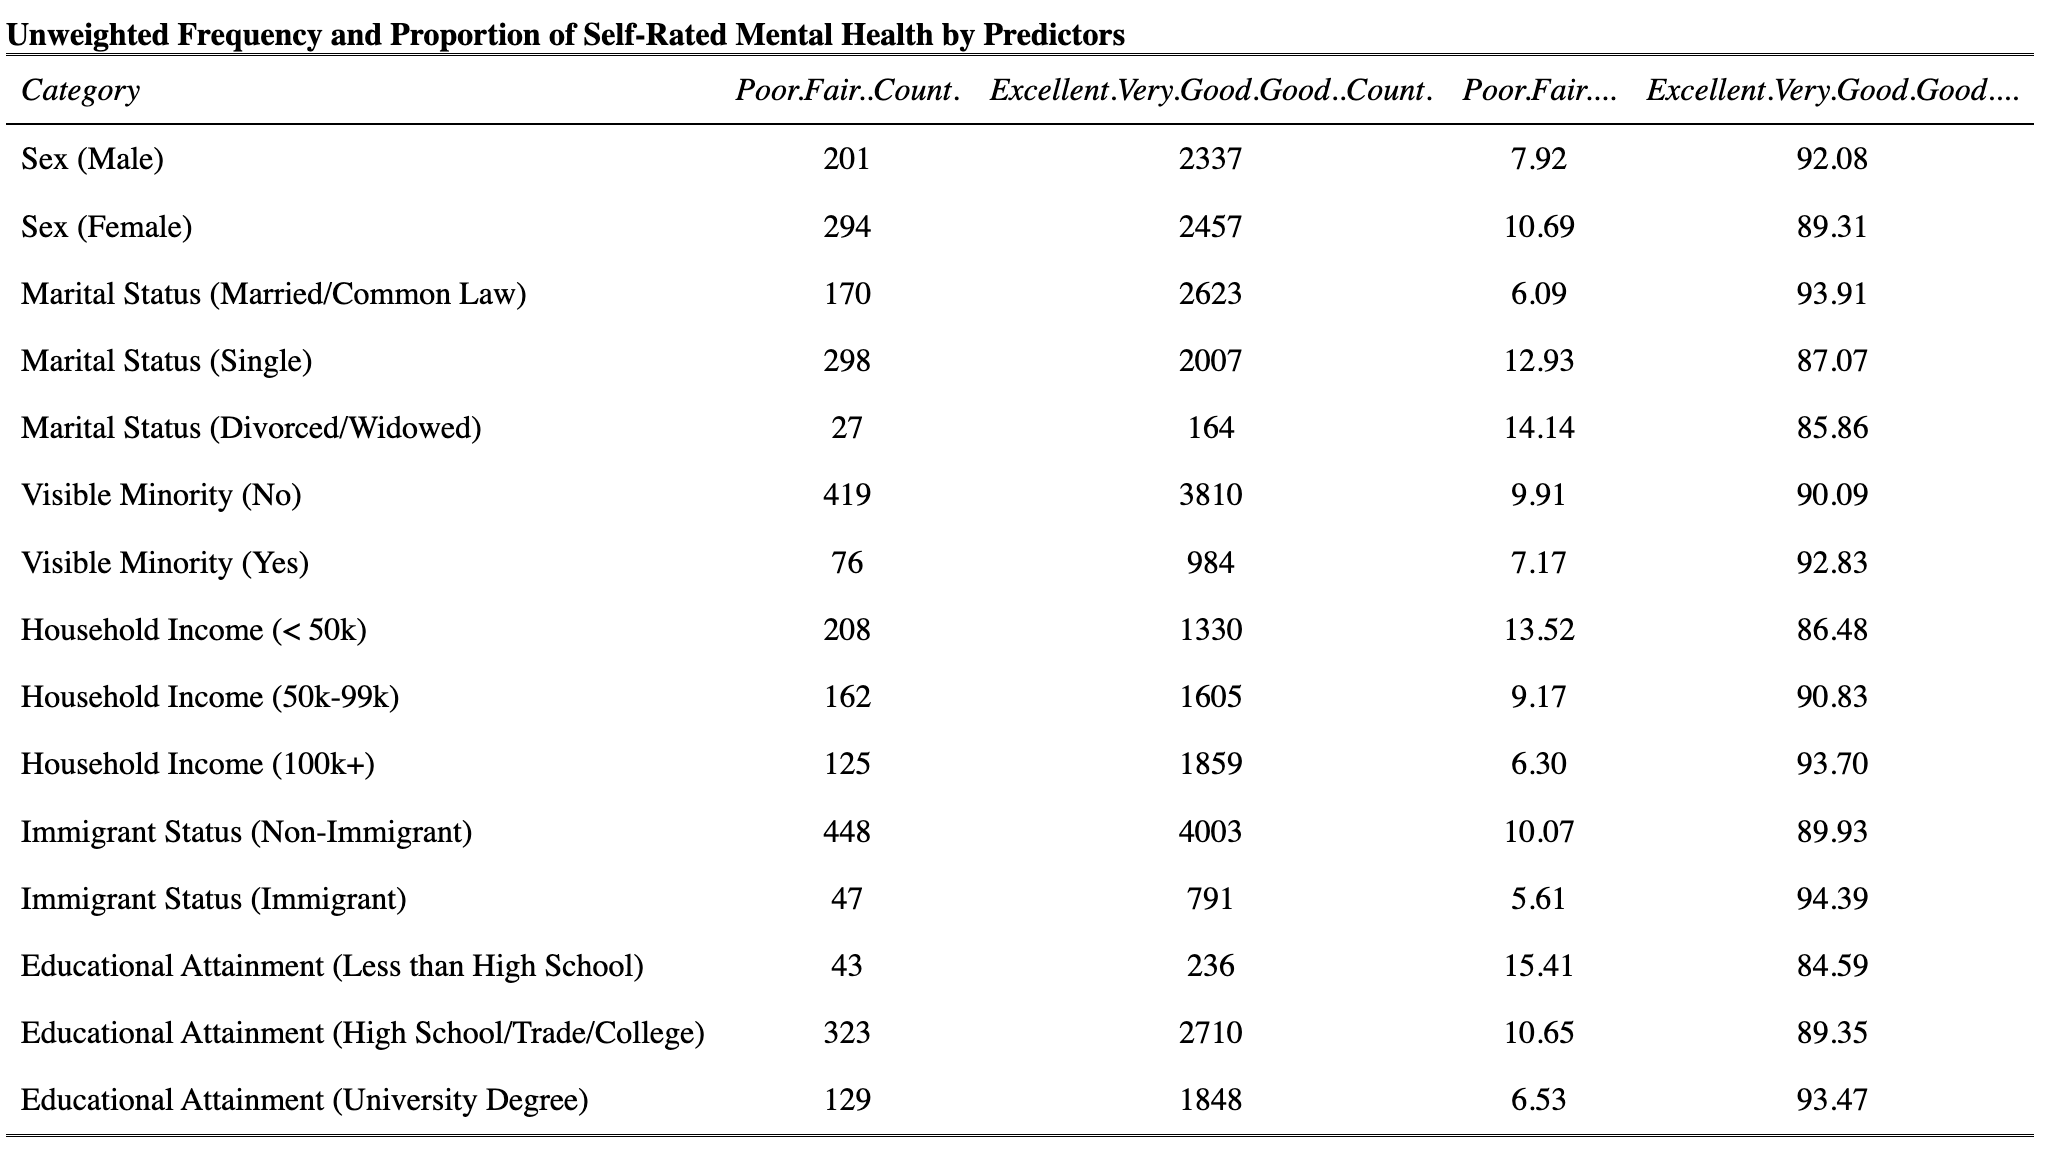 Unweighted Frequency and Proportion of Self-Rated Mental Health by Predictors
Category Poor.Fair..Count. Excellent.Very.Good.Good..Count. Poor.Fair.... Excellent.Very.Good.Good....
Sex (Male) 201 2337 7.92 92.08
Sex (Female) 294 2457 10.69 89.31
Marital Status (Married/Common Law) 170 2623 6.09 93.91
Marital Status (Single) 298 2007 12.93 87.07
Marital Status (Divorced/Widowed) 27 164 14.14 85.86
Visible Minority (No) 419 3810 9.91 90.09
Visible Minority (Yes) 76 984 7.17 92.83
Household Income (< 50k) 208 1330 13.52 86.48
Household Income (50k-99k) 162 1605 9.17 90.83
Household Income (100k+) 125 1859 6.30 93.70
Immigrant Status (Non-Immigrant) 448 4003 10.07 89.93
Immigrant Status (Immigrant) 47 791 5.61 94.39
Educational Attainment (Less than High School) 43 236 15.41 84.59
Educational Attainment (High School/Trade/College) 323 2710 10.65 89.35
Educational Attainment (University Degree) 129 1848 6.53 93.47